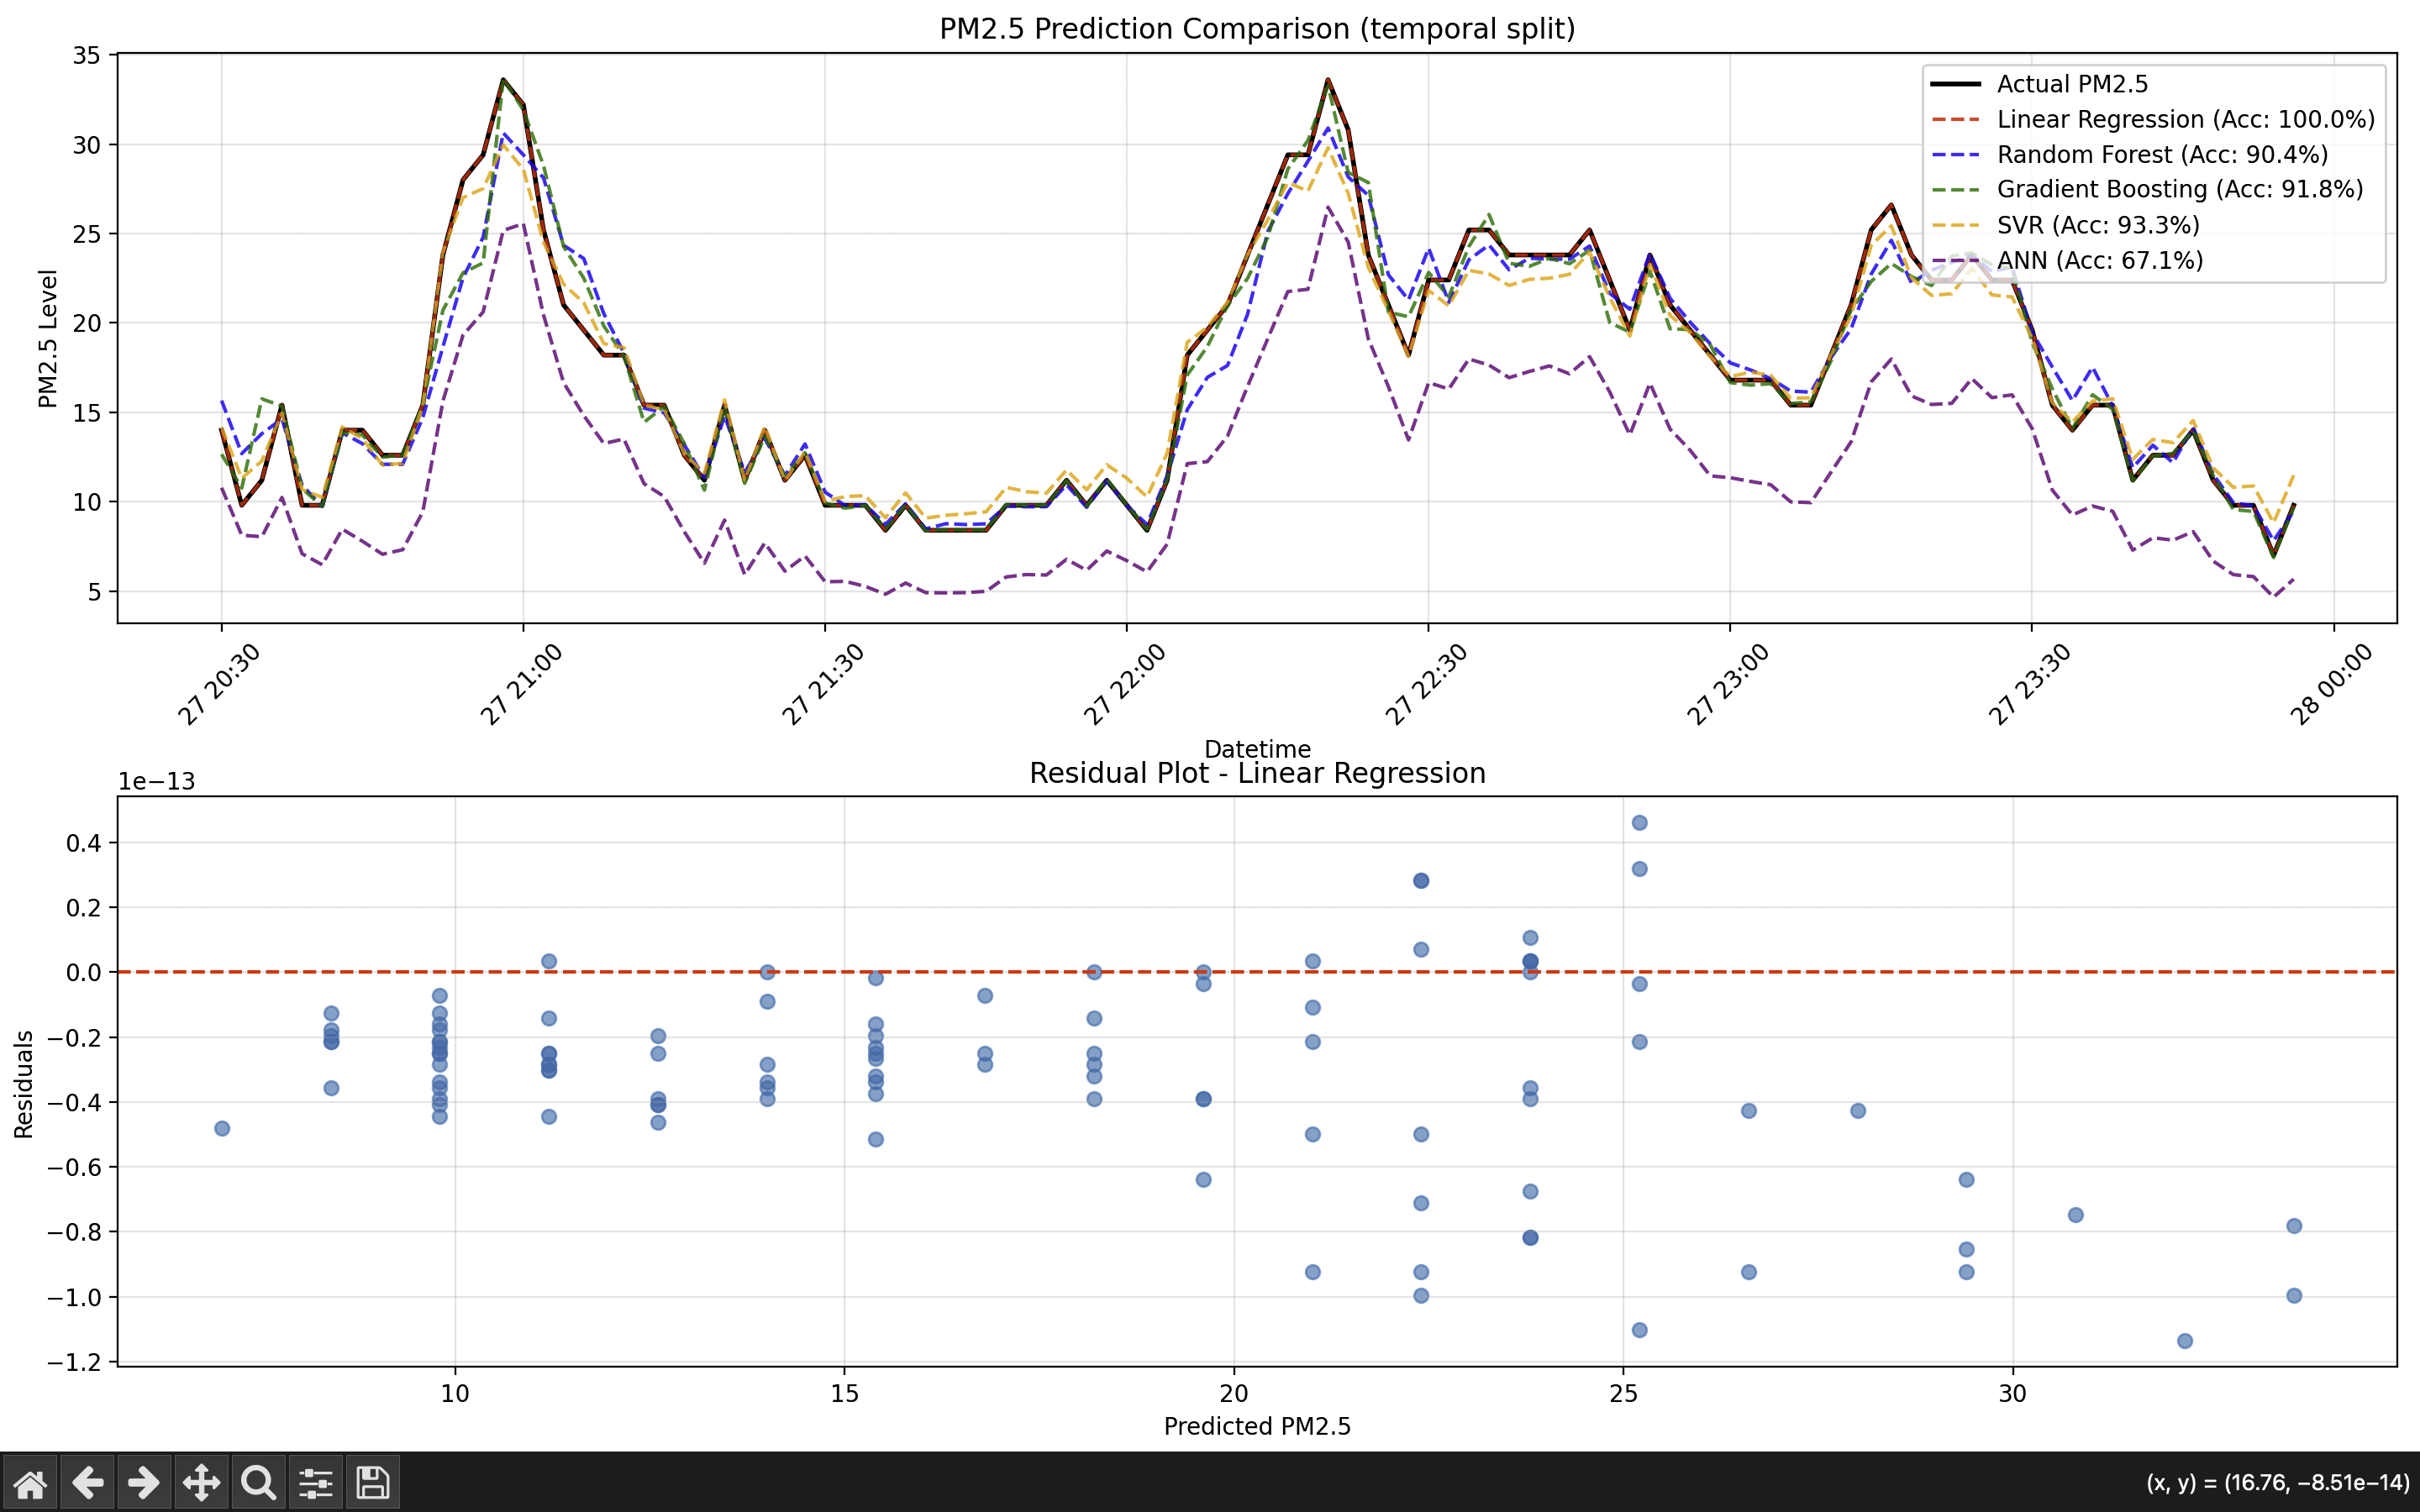 PM2.5 Prediction Comparison (temporal split)
35
30
25
20
15
10
5
PM2.5 Level
Actual PM2.5
Linear Regression (Acc: 100.0%)
Random Forest (Acc: 90.4%)
Gradient Boosting (Acc: 91.8%)
SVR (Acc: 93.3%)
ANN (Acc: 67.1%)
27 20:30
27 21:00
27 21:30
27 22:00
27 22:30
27 23:00
27 23:30
28 00:00
Datetime
Residual Plot - Linear Regression
1e−13
0.4
0.2
0.0
−0.2
−0.4
−0.6
−0.8
−1.0
−1.2
Residuals
10
15
20
25
30
Predicted PM2.5
(x, y) = (16.76, −8.51e−14)